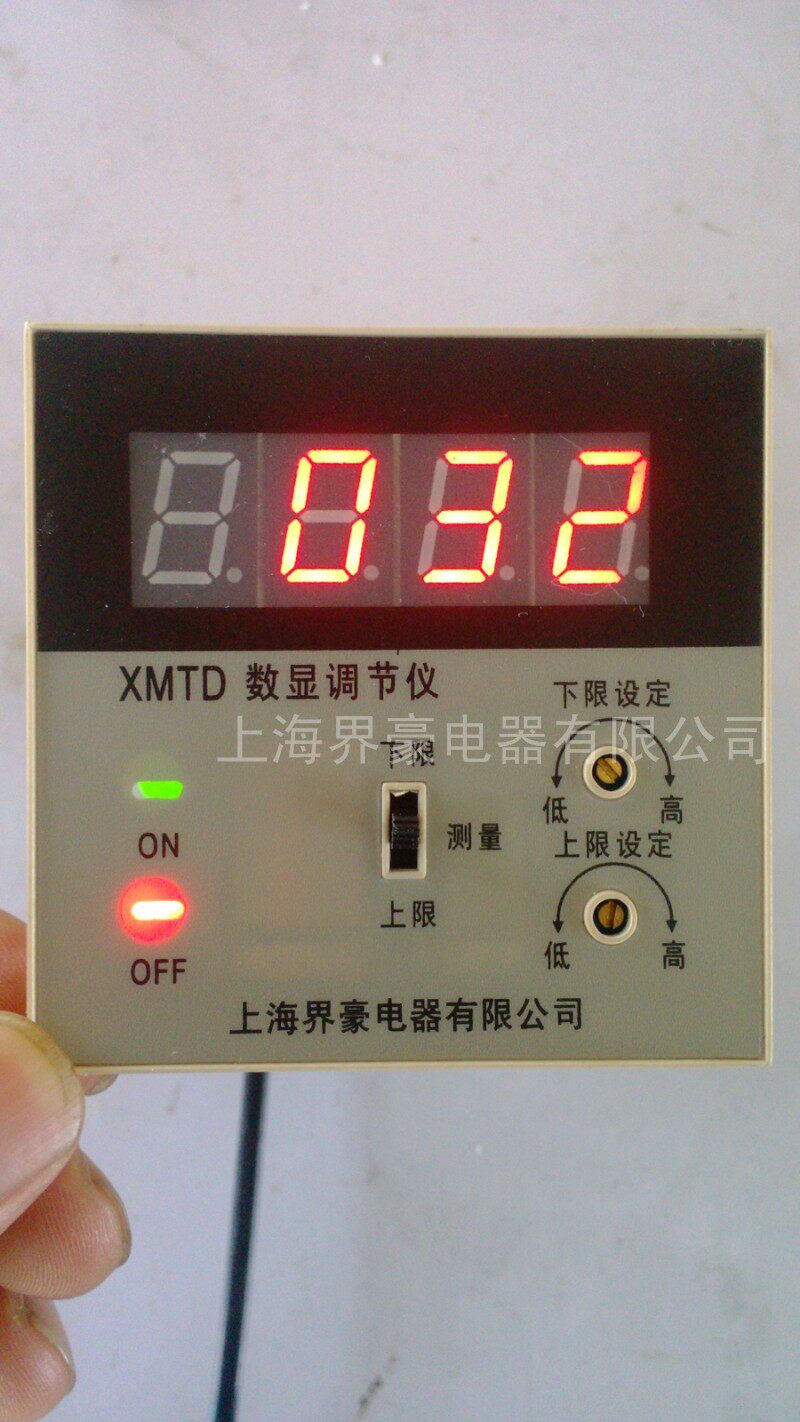 032
XMTD 数显调节仪
下限设定
上海界豪电器有限公司
下限
低 高
ON
测量
上限设定
上限
低 高
OFF
上海界豪电器有限公司